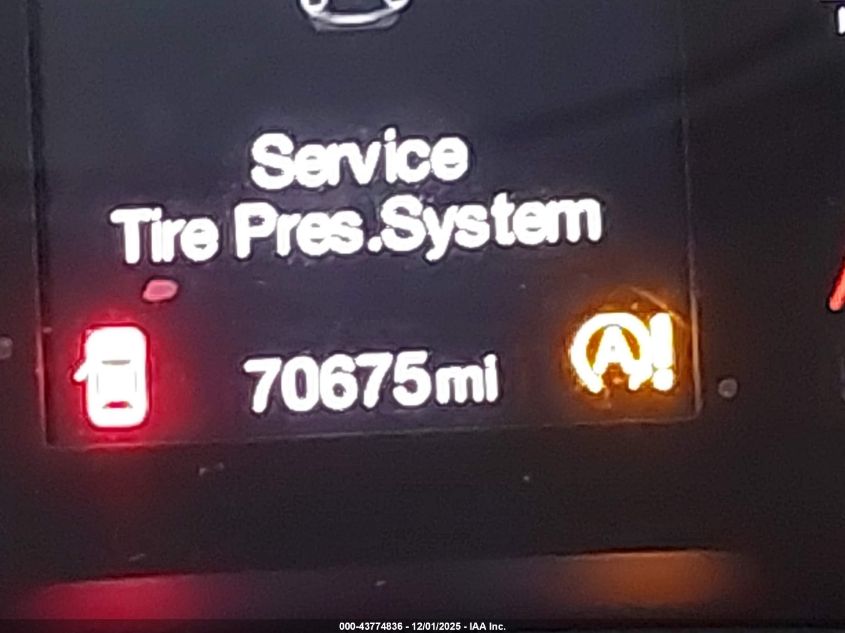 Service
Tire Pres.System
70675mi
A!
000-43774836 - 12/01/2025 - IAA Inc.